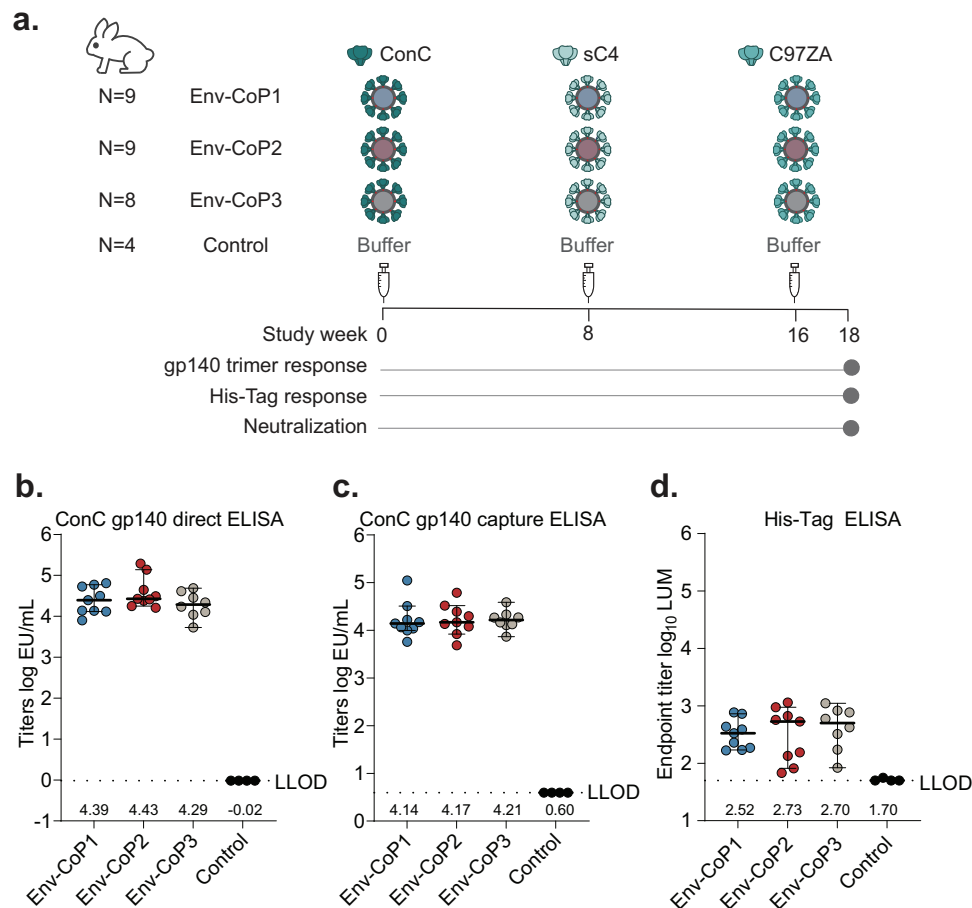 a.
ConC sC4 C97ZA
N=9 Env-CoP1
N=9 Env-CoP2
N=8 Env-CoP3
N=4 Control Buffer Buffer Buffer
Study week 0 8 16 18
gp140 trimer response
His-Tag response
Neutralization
b.
ConC gp140 direct ELISA
Titers log EU/mL
6
5
4
3
2
1
0
-1
LLOD
4.39 4.43 4.29 -0.02
Env-CoP1 Env-CoP2 Env-CoP3 Control
c.
ConC gp140 capture ELISA
Titers log EU/mL
6
5
4
3
2
1
0
LLOD
4.14 4.17 4.21 0.60
Env-CoP1 Env-CoP2 Env-CoP3 Control
d.
His-Tag ELISA
Endpoint titer log₁₀ LUM
6
5
4
3
2
1
LLOD
2.52 2.73 2.70 1.70
Env-CoP1 Env-CoP2 Env-CoP3 Control